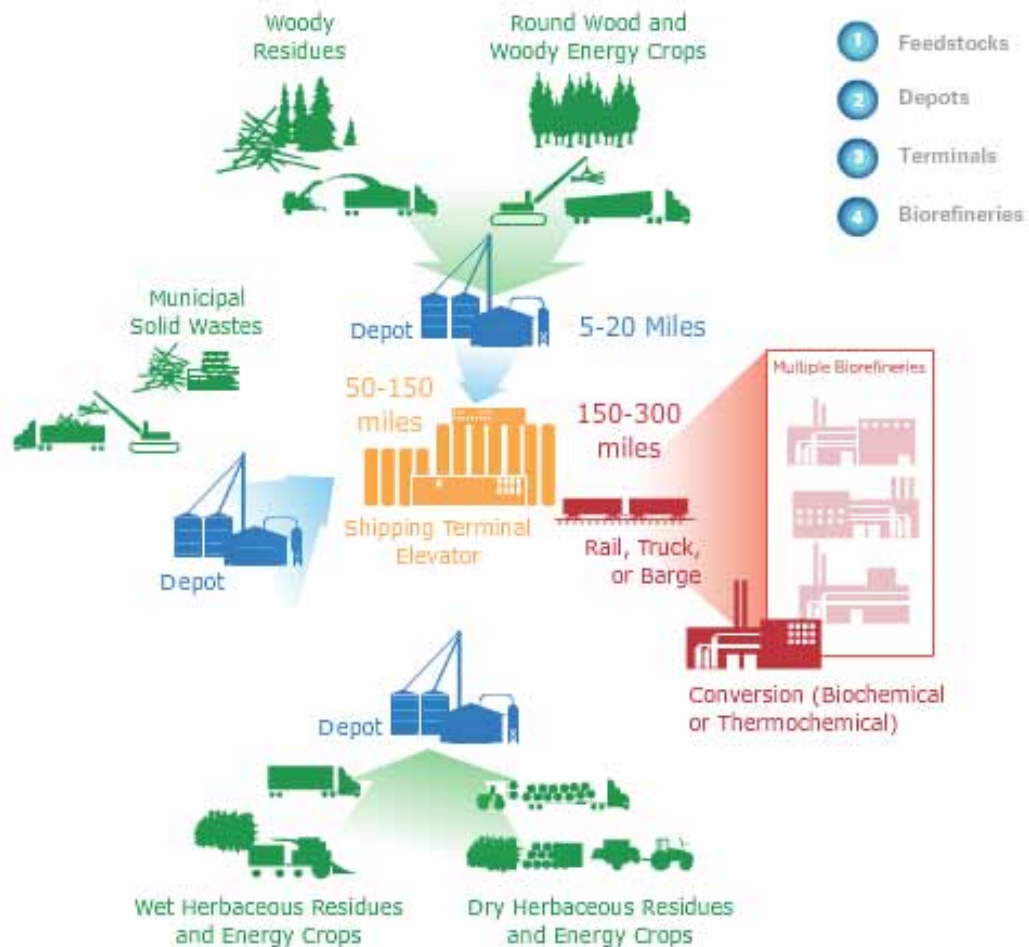 Woody
Residues
Round Wood and
Woody Energy Crops
1 Feedstocks
2 Depots
3 Terminals
4 Biorefineries
Municipal
Solid Wastes
Depot
5-20 Miles
50-150
miles
150-300
miles
Multiple Biorefineries
Shipping Terminal
Elevator
Rail, Truck,
or Barge
Depot
Conversion (Biochemical
or Thermochemical)
Depot
Wet Herbaceous Residues
and Energy Crops
Dry Herbaceous Residues
and Energy Crops